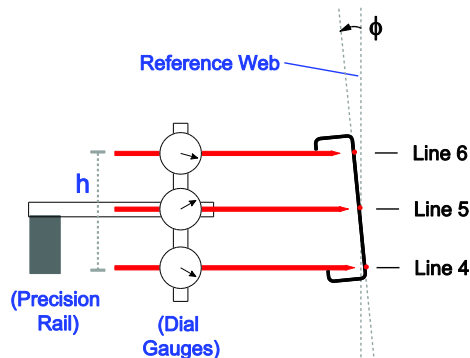 ϕ
Reference Web
Line 6
h
Line 5
Line 4
(Precision
Rail)
(Dial
Gauges)